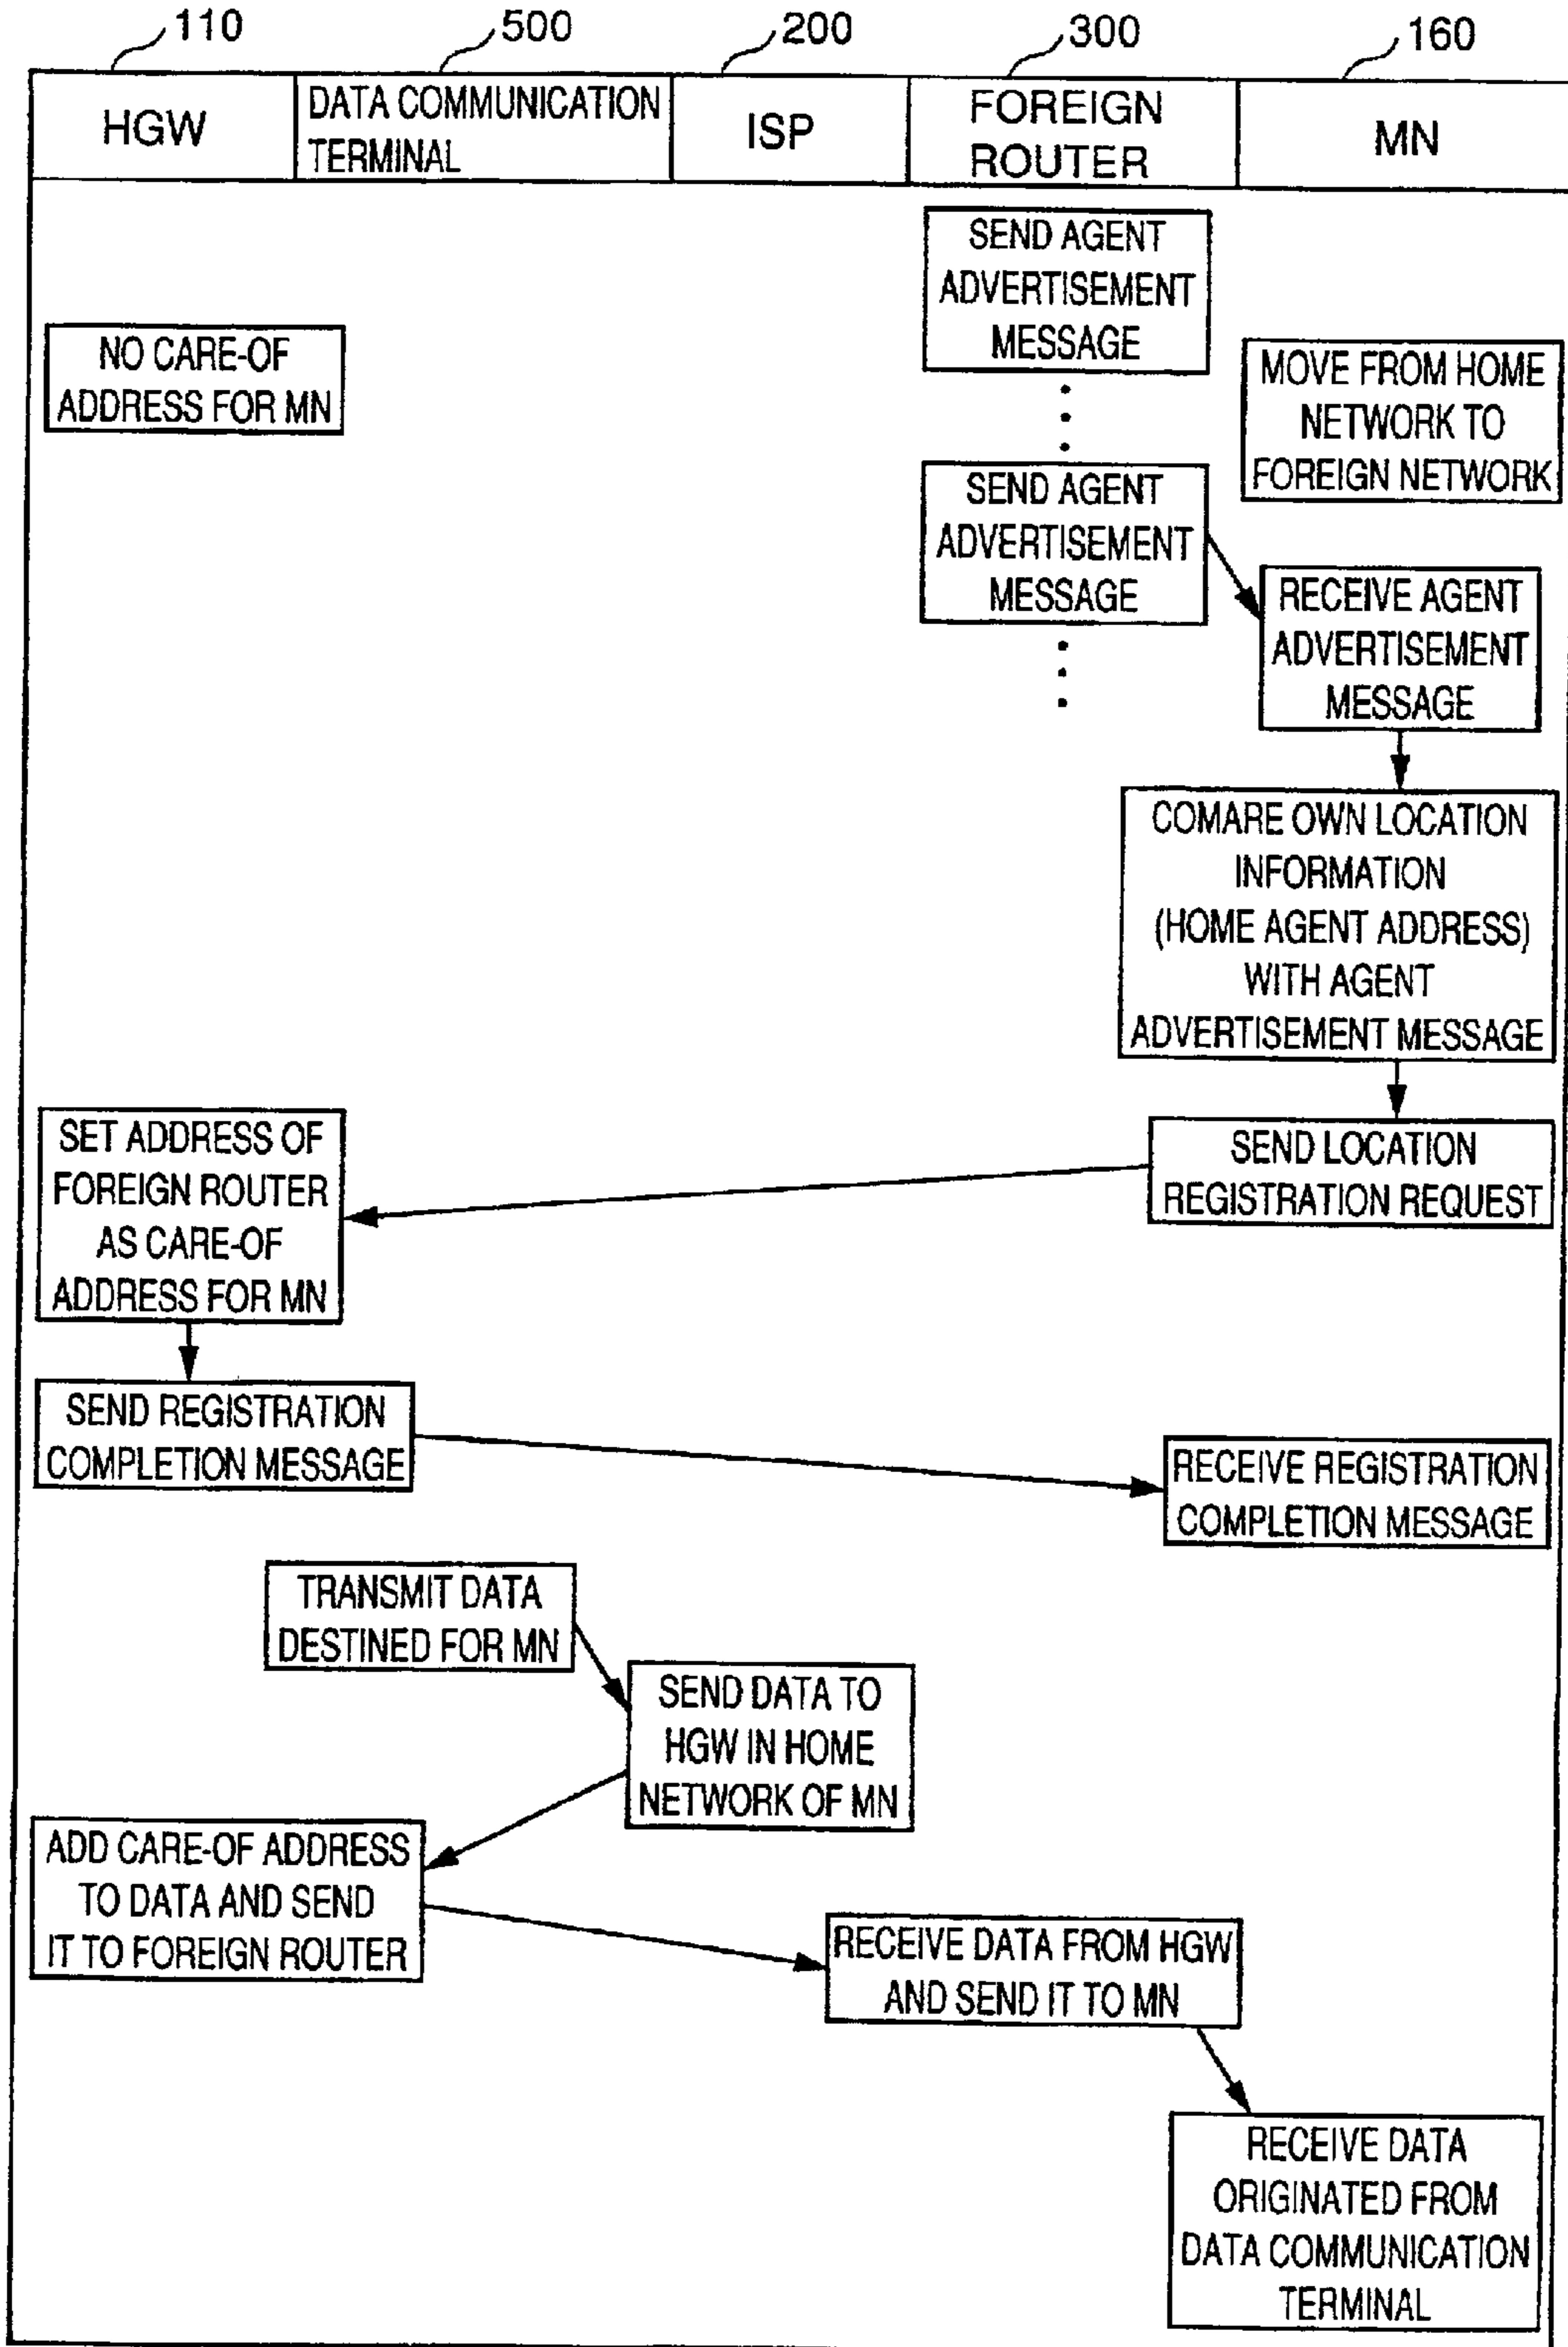 110
500
200
300
160
HGW
DATA COMMUNICATION
TERMINAL
ISP
FOREIGN
ROUTER
MN
SEND AGENT
ADVERTISEMENT
MESSAGE
NO CARE-OF
ADDRESS FOR MN
MOVE FROM HOME
NETWORK TO
FOREIGN NETWORK
SEND AGENT
ADVERTISEMENT
MESSAGE
RECEIVE AGENT
ADVERTISEMENT
MESSAGE
COMARE OWN LOCATION
INFORMATION
(HOME AGENT ADDRESS)
WITH AGENT
ADVERTISEMENT MESSAGE
SET ADDRESS OF
FOREIGN ROUTER
AS CARE-OF
ADDRESS FOR MN
SEND LOCATION
REGISTRATION REQUEST
SEND REGISTRATION
COMPLETION MESSAGE
RECEIVE REGISTRATION
COMPLETION MESSAGE
TRANSMIT DATA
DESTINED FOR MN
SEND DATA TO
HGW IN HOME
NETWORK OF MN
ADD CARE-OF ADDRESS
TO DATA AND SEND
IT TO FOREIGN ROUTER
RECEIVE DATA FROM HGW
AND SEND IT TO MN
RECEIVE DATA
ORIGINATED FROM
DATA COMMUNICATION
TERMINAL